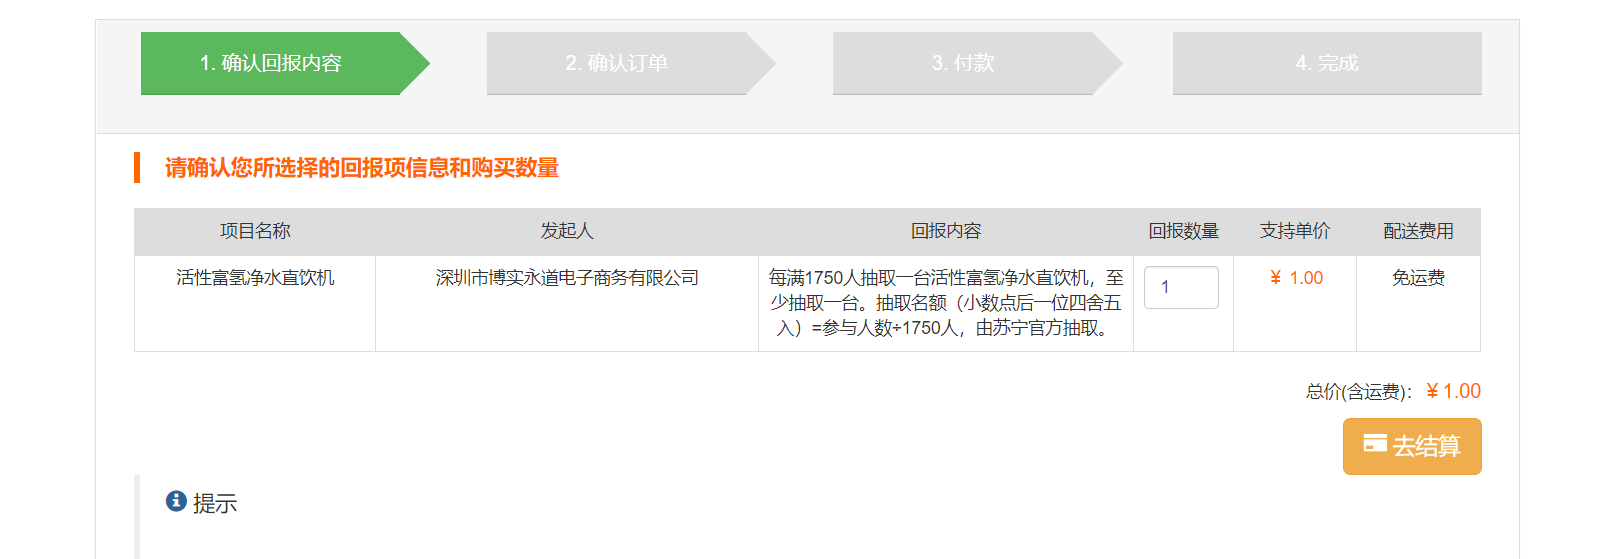 1. 确认回报内容
2. 确认订单
3. 付款
4. 完成
请确认您所选择的回报项信息和购买数量
项目名称
发起人
回报内容
回报数量
支持单价
配送费用
活性富氢净水直饮机
深圳市博实永道电子商务有限公司
每满1750人抽取一台活性富氢净水直饮机，至
少抽取一台。抽取名额（小数点后一位四舍五
入）=参与人数÷1750人，由苏宁官方抽取。
1
¥ 1.00
免运费
总价(含运费)： ¥ 1.00
去结算
提示